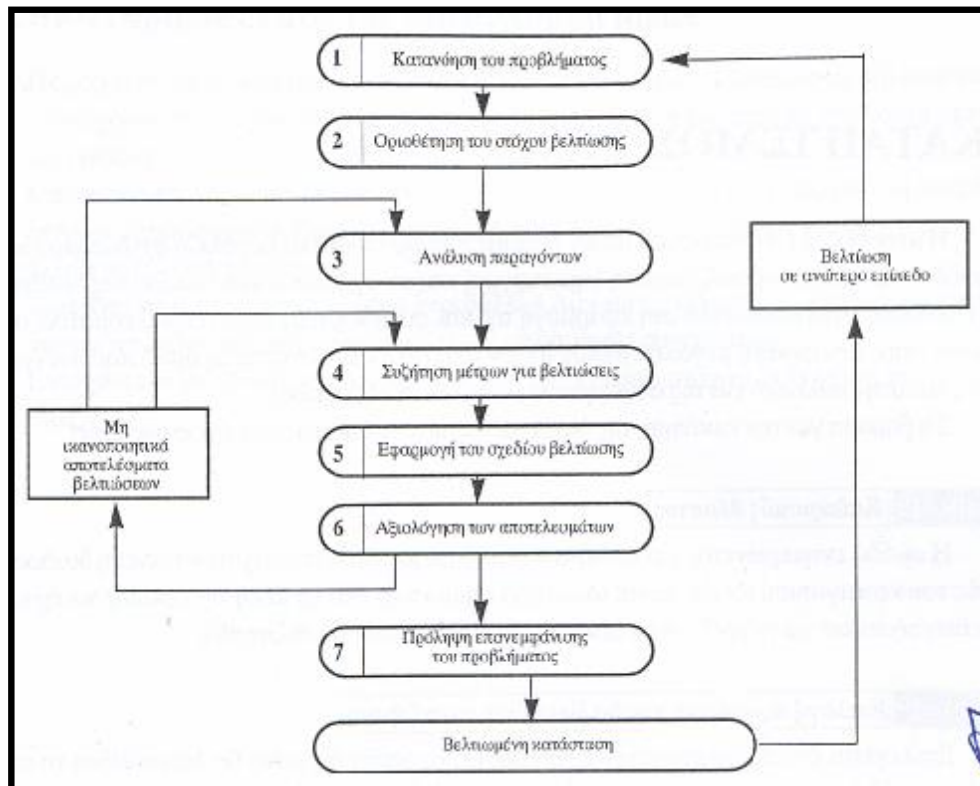 1 Κατανόηση του προβλήματος
2 Οριοθέτηση του στόχου βελτίωσης
3 Ανάλυση παραγόντων
4 Συζήτηση μέτρων για βελτιώσεις
5 Εφαρμογή του σχεδίου βελτίωσης
6 Αξιολόγηση των αποτελεσμάτων
7 Πρόληψη επανεμφάνισης
του προβλήματος
Βελτιωμένη κατάσταση
Μη
ικανοποιητικά
αποτελέσματα
βελτιώσεων
Βελτίωση
σε ανώτερο επίπεδο